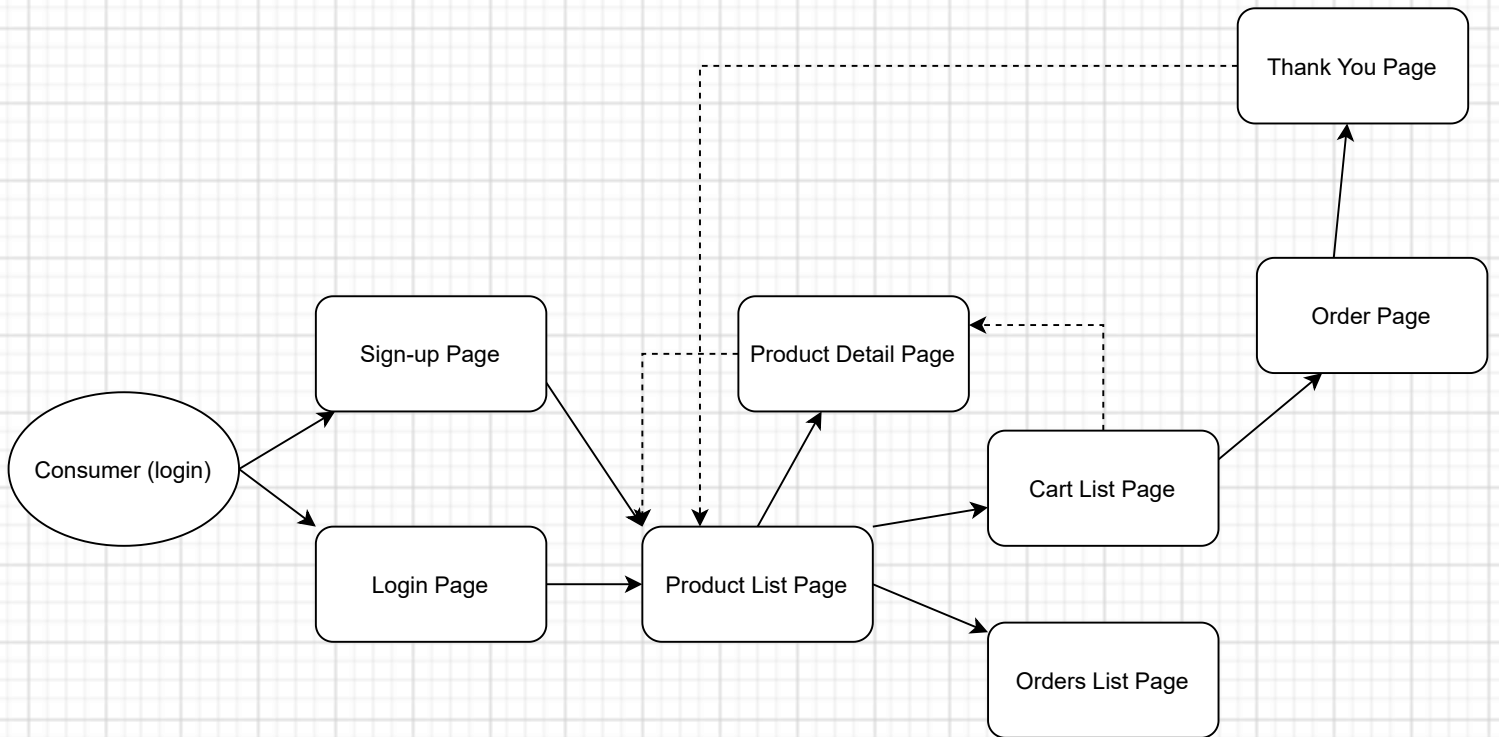 Thank You Page
Order Page
Sign-up Page
Product Detail Page
Consumer (login)
Cart List Page
Login Page
Product List Page
Orders List Page